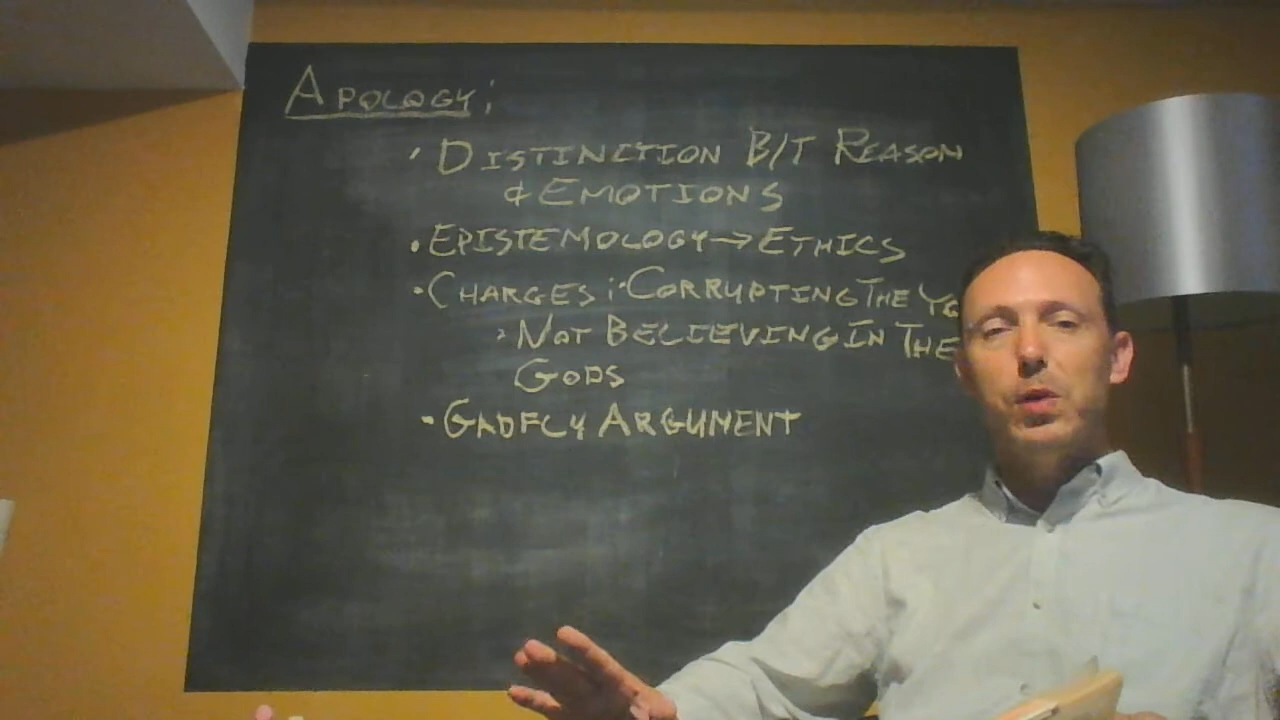 APOLOGY:
· DISTINCTION B/T REASON
& EMOTIONS
· EPISTEMOLOGY → ETHICS
· CHARGES: · CORRUPTING THE
· NOT BELIEVING IN THE
GODS
· GADFLY ARGUMENT